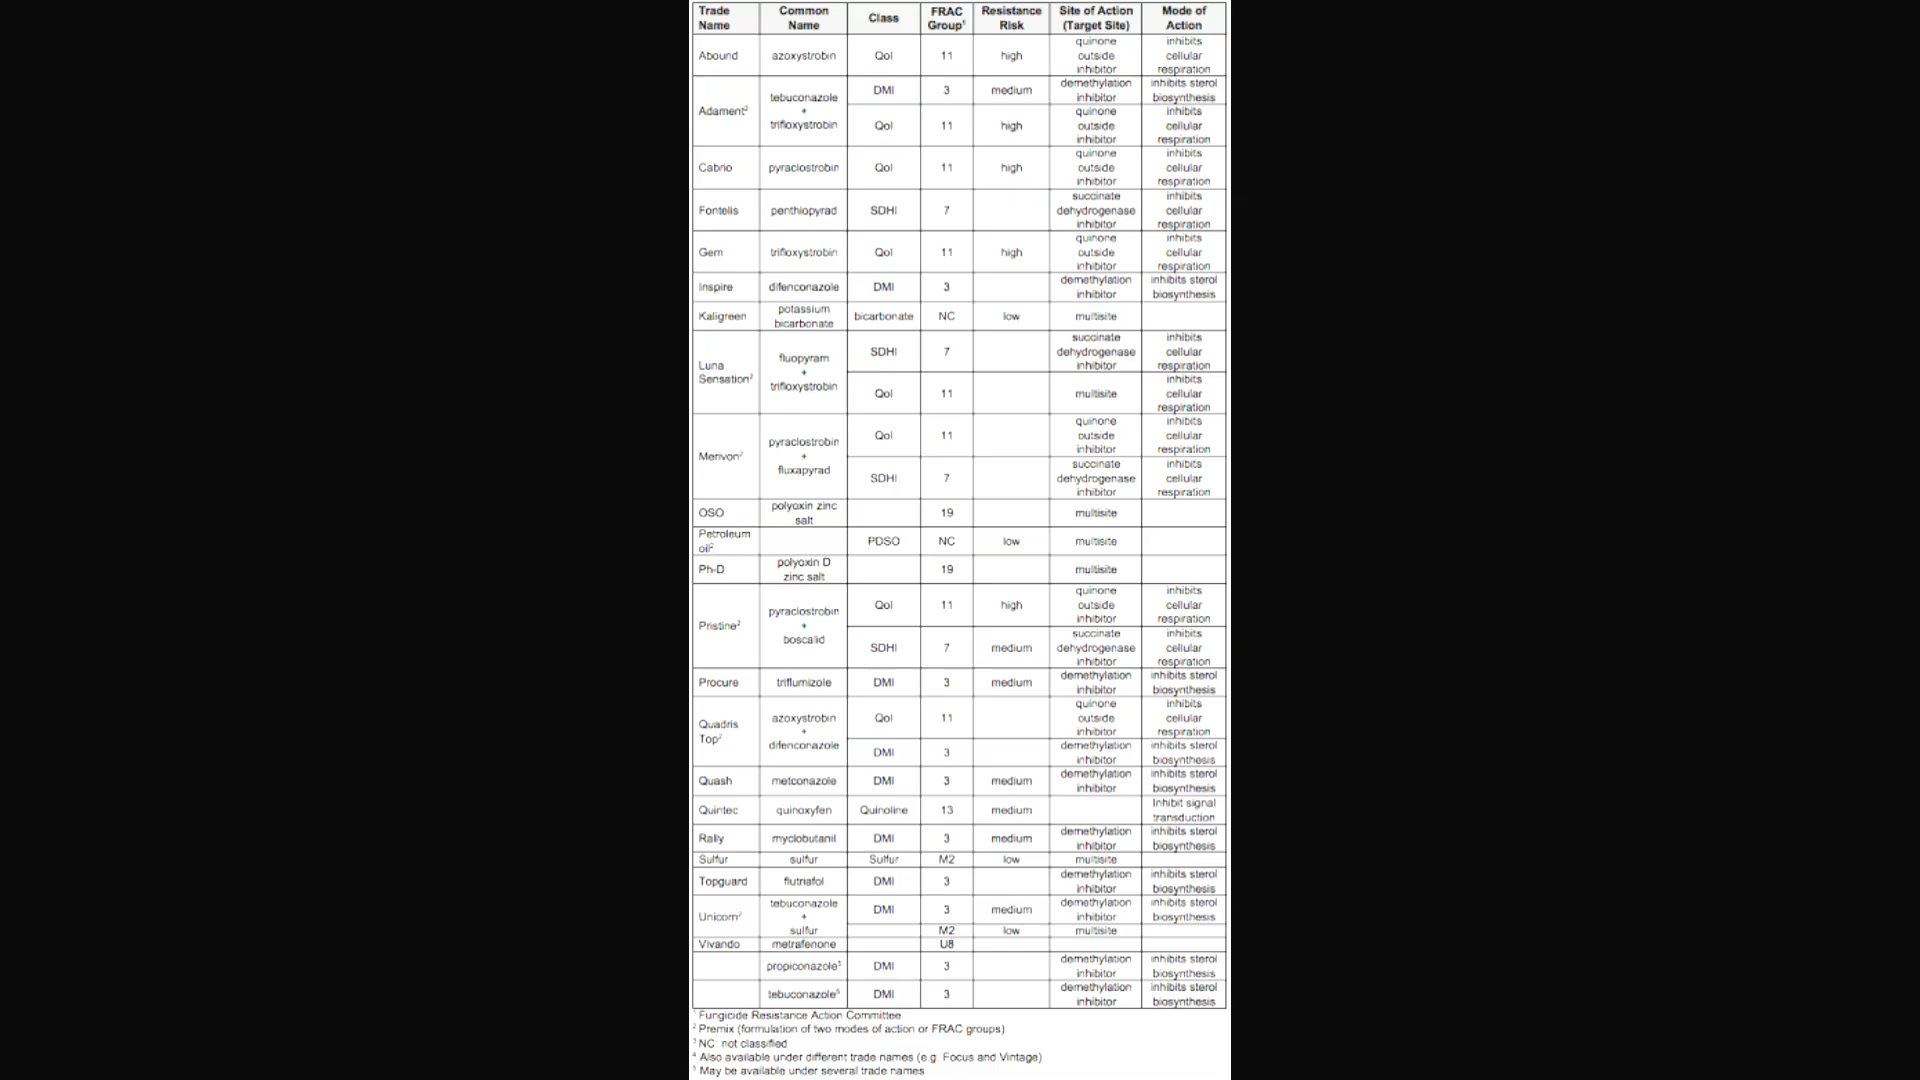 Trade Name | Common Name | Class | FRAC Group¹ | Resistance Risk | Site of Action (Target Site) | Mode of Action
Abound | azoxystrobin | QoI | 11 | high | quinone outside inhibitor | inhibits cellular respiration
Adament² | tebuconazole + trifloxystrobin | DMI | 3 | medium | demethylation inhibitor | inhibits sterol biosynthesis
QoI | 11 | high | quinone outside inhibitor | inhibits cellular respiration
Cabrio | pyraclostrobin | QoI | 11 | high | quinone outside inhibitor | inhibits cellular respiration
Fontelis | penthiopyrad | SDHI | 7 | succinate dehydrogenase inhibitor | inhibits cellular respiration
Gem | trifloxystrobin | QoI | 11 | high | quinone outside inhibitor | inhibits cellular respiration
Inspire | difenconazole | DMI | 3 | demethylation inhibitor | inhibits sterol biosynthesis
Kaligreen | potassium bicarbonate | bicarbonate | NC | low | multisite
Luna Sensation² | fluopyram + trifloxystrobin | SDHI | 7 | succinate dehydrogenase inhibitor | inhibits cellular respiration
QoI | 11 | multisite | inhibits cellular respiration
Merivon² | pyraclostrobin + fluxapyrad | QoI | 11 | quinone outside inhibitor | inhibits cellular respiration
SDHI | 7 | succinate dehydrogenase inhibitor | inhibits cellular respiration
OSO | polyoxin zinc salt | 19 | multisite
Petroleum oil² | PDSO | NC | low | multisite
Ph-D | polyoxin D zinc salt | 19 | multisite
Pristine² | pyraclostrobin + boscalid | QoI | 11 | high | quinone outside inhibitor | inhibits cellular respiration
SDHI | 7 | medium | succinate dehydrogenase inhibitor | inhibits cellular respiration
Procure | triflumizole | DMI | 3 | medium | demethylation inhibitor | inhibits sterol biosynthesis
Quadris Top² | azoxystrobin + difenconazole | QoI | 11 | quinone outside inhibitor | inhibits cellular respiration
DMI | 3 | demethylation inhibitor | inhibits sterol biosynthesis
Quash | metconazole | DMI | 3 | medium | demethylation inhibitor | inhibits sterol biosynthesis
Quintec | quinoxyfen | Quinoline | 13 | medium | Inhibit signal transduction
Rally | myclobutanil | DMI | 3 | medium | demethylation inhibitor | inhibits sterol biosynthesis
Sulfur | sulfur | Sulfur | M2 | low | multisite
Topguard | flutriafol | DMI | 3 | demethylation inhibitor | inhibits sterol biosynthesis
Unicorn² | tebuconazole + sulfur | DMI | 3 | medium | demethylation inhibitor | inhibits sterol biosynthesis
M2 | low | multisite
Vivando | metrafenone | U8
propiconazole⁵ | DMI | 3 | demethylation inhibitor | inhibits sterol biosynthesis
tebuconazole⁵ | DMI | 3 | demethylation inhibitor | inhibits sterol biosynthesis
¹ Fungicide Resistance Action Committee
² Premix (formulation of two modes of action or FRAC groups)
³ NC: not classified
⁴ Also available under different trade names (e.g. Focus and Vintage)
⁵ May be available under several trade names